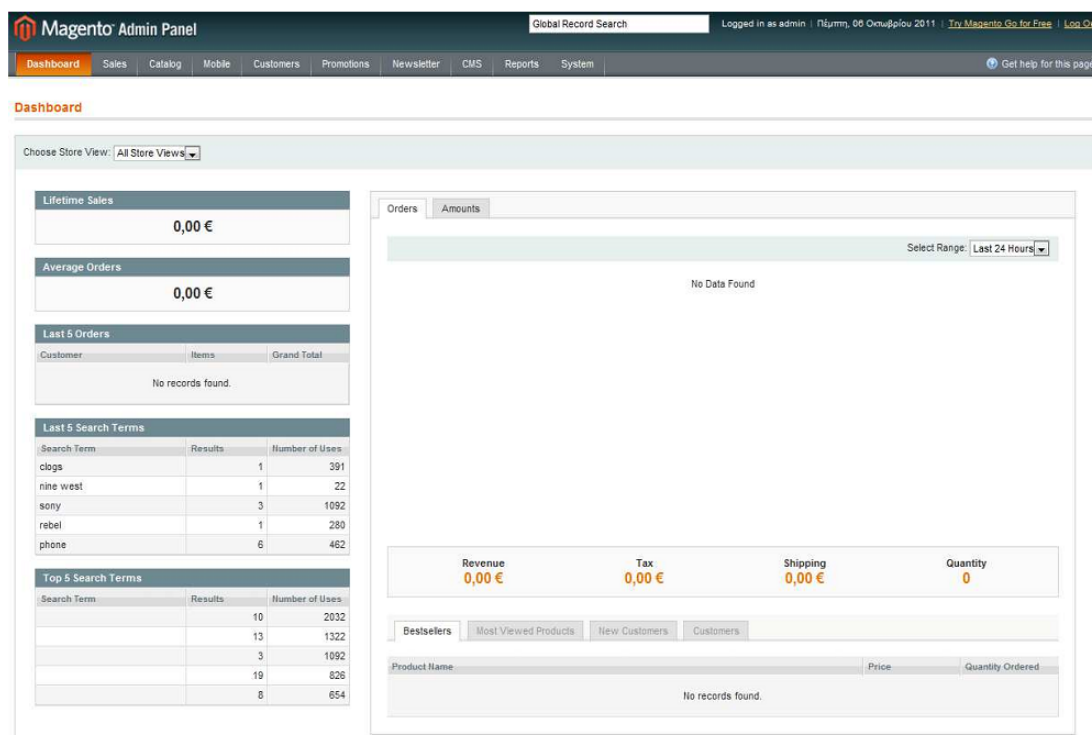 Magento Admin Panel
Global Record Search
Logged in as admin | Πέμπτη, 06 Οκτωβρίου 2011 | Try Magento Go for Free | Log O
Dashboard Sales Catalog Mobile Customers Promotions Newsletter CMS Reports System
Get help for this page
Dashboard
Choose Store View: All Store Views
Lifetime Sales
0,00 €
Average Orders
0,00 €
Last 5 Orders
Customer Items Grand Total
No records found.
Last 5 Search Terms
Search Term Results Number of Uses
clogs 1 391
nine west 1 22
sony 3 1092
rebel 1 280
phone 6 462
Top 5 Search Terms
Search Term Results Number of Uses
10 2032
13 1322
3 1092
19 826
8 654
Orders Amounts
Select Range: Last 24 Hours
No Data Found
Revenue Tax Shipping Quantity
0,00 € 0,00 € 0,00 € 0
Bestsellers Most Viewed Products New Customers Customers
Product Name Price Quantity Ordered
No records found.